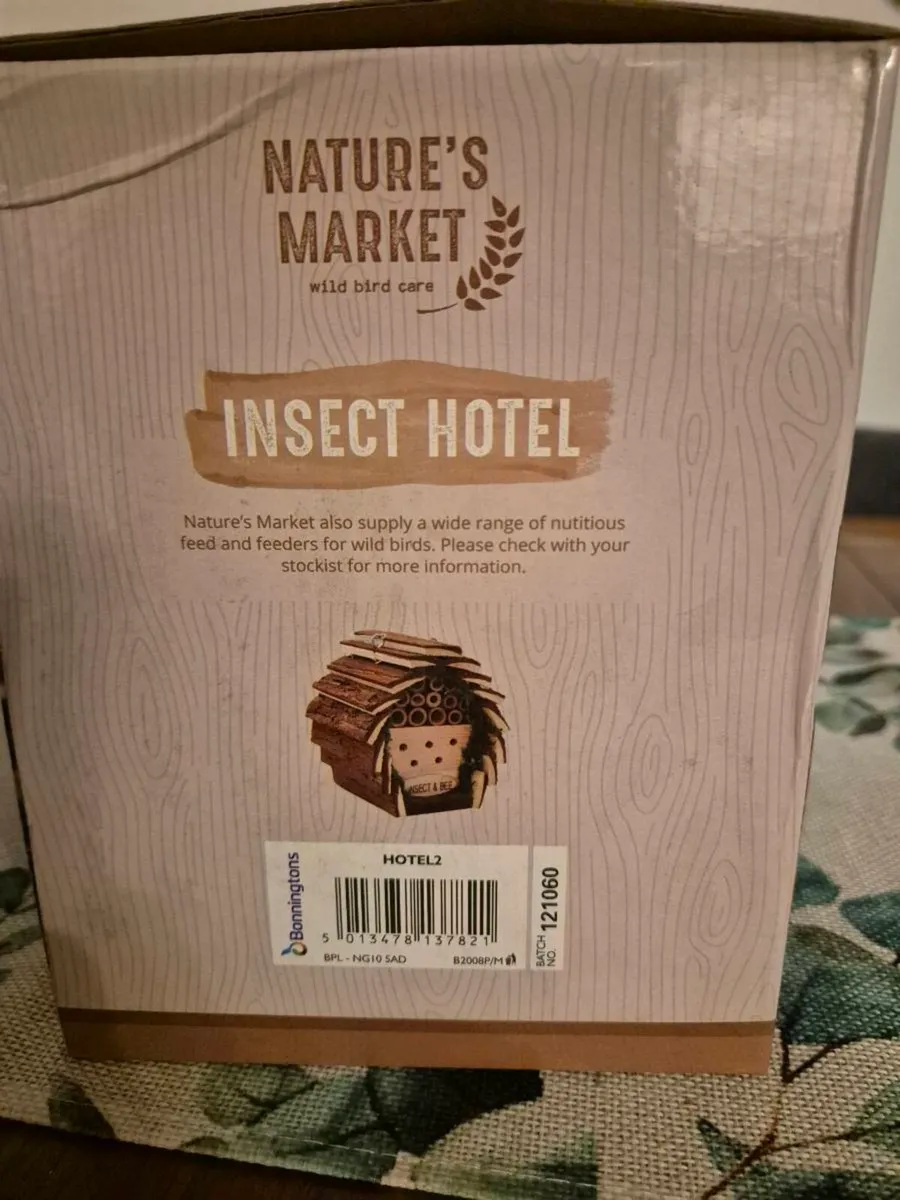 NATURE'S
MARKET
wild bird care
INSECT HOTEL
Nature's Market also supply a wide range of nutitious
feed and feeders for wild birds. Please check with your
stockist for more information.
INSECT & BEE
HOTEL2
Bonningtons
5 013478 137821
BPL - NG10 5AD
B2008P/M
BATCH
NO. 121060